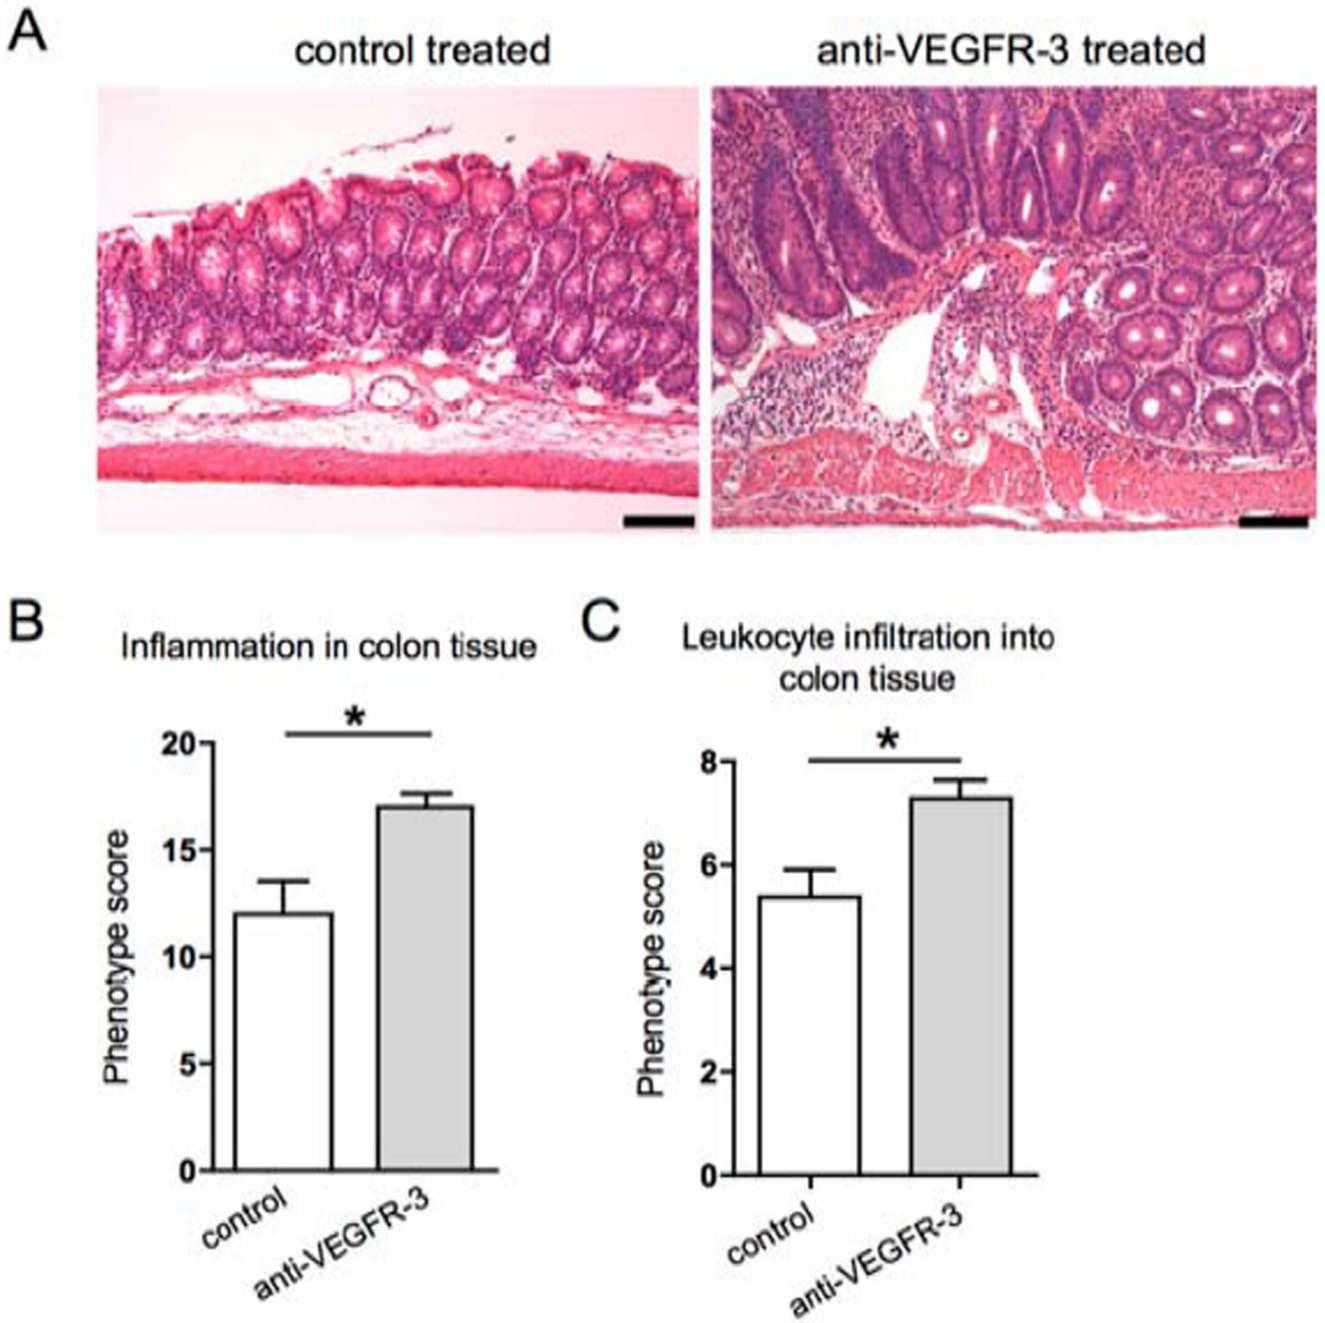 A
control treated
anti-VEGFR-3 treated
B
Inflammation in colon tissue
*
20
15
10
5
0
Phenotype score
control
anti-VEGFR-3
C
Leukocyte infiltration into
colon tissue
*
8
6
4
2
0
Phenotype score
control
anti-VEGFR-3